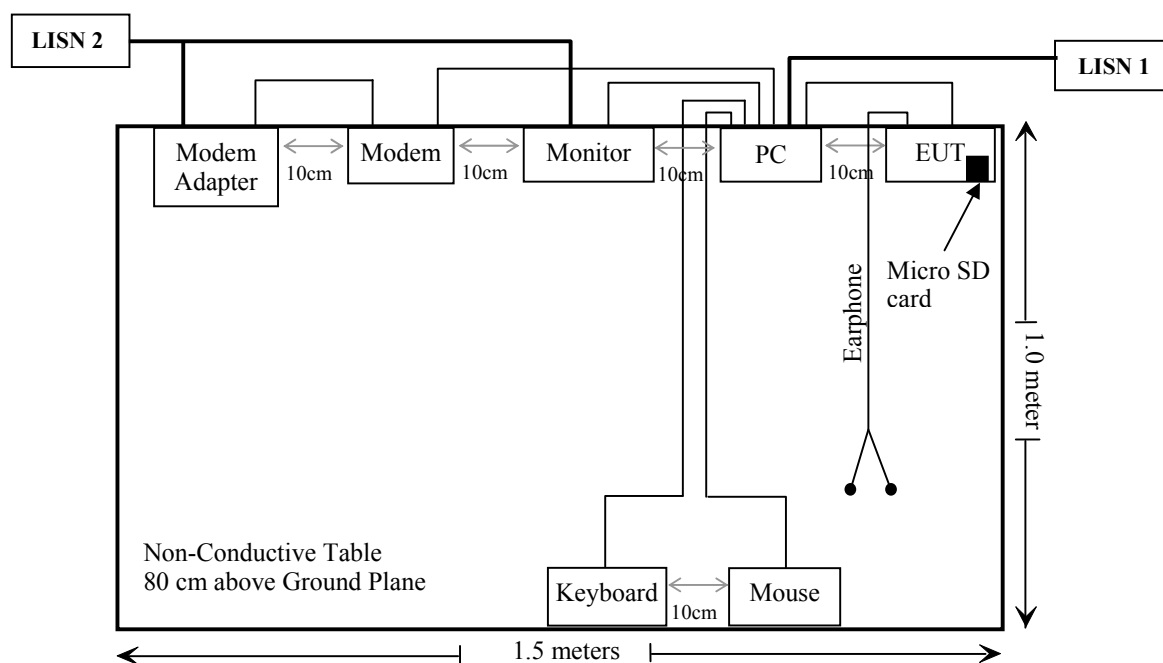 LISN 2
LISN 1
Modem
Adapter
10cm
Modem
10cm
Monitor
10cm
PC
10cm
EUT
Micro SD
card
Earphone
1.0 meter
Non-Conductive Table
80 cm above Ground Plane
Keyboard
10cm
Mouse
1.5 meters